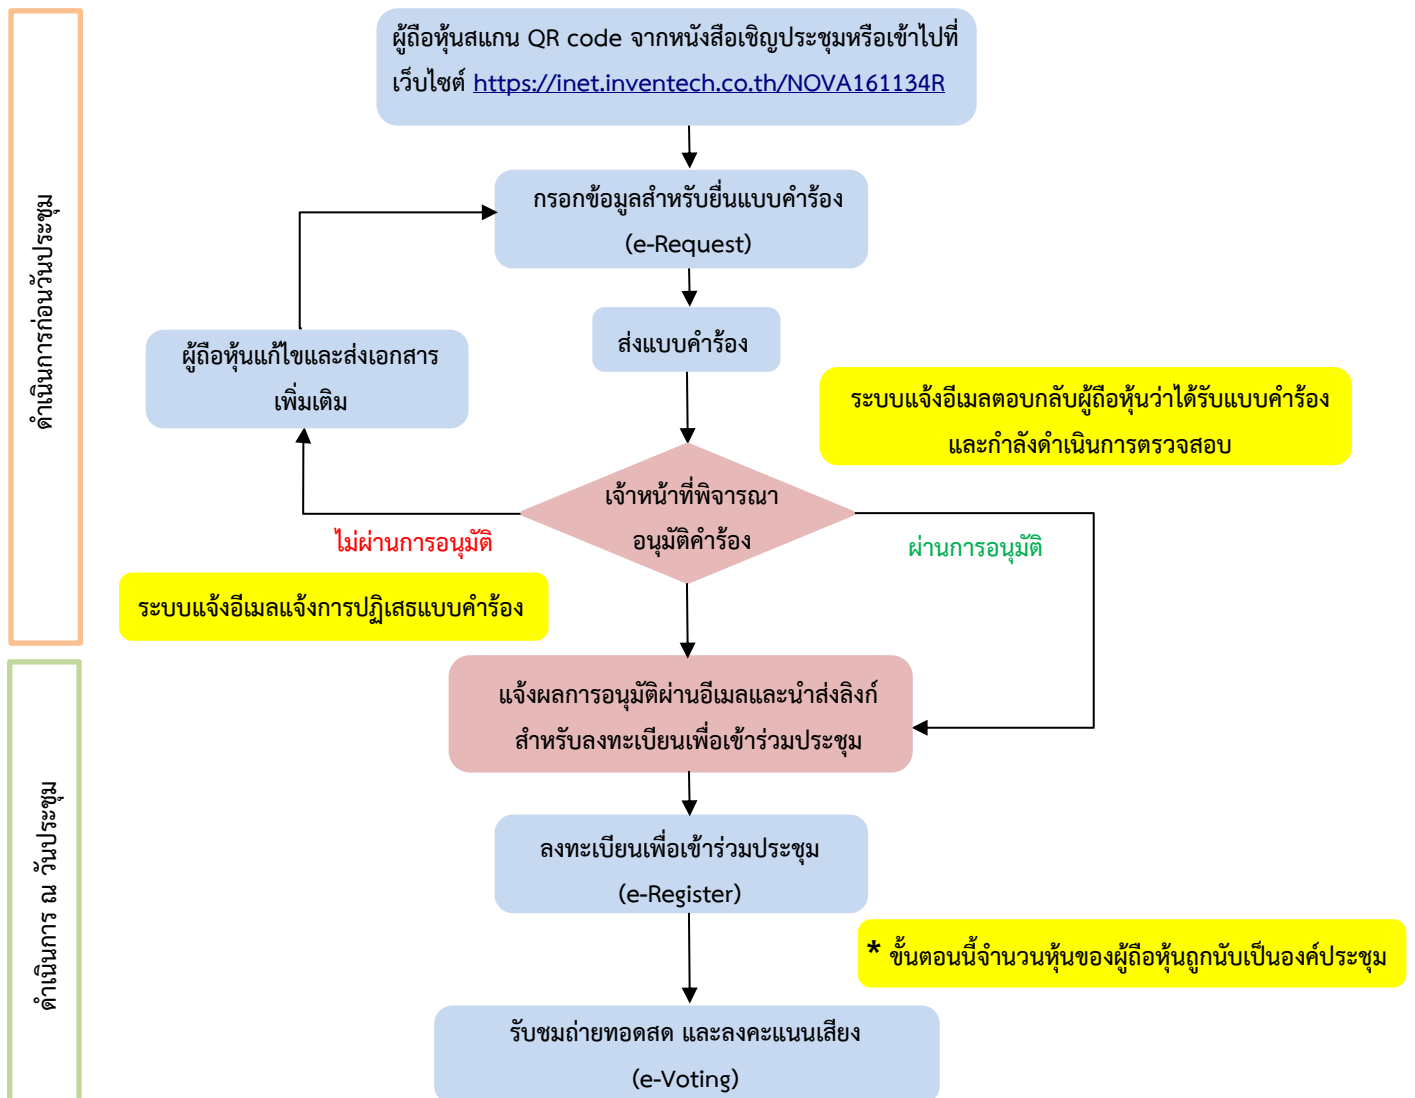 ผู้ถือหุ้นสแกน QR code จากหนังสือเชิญประชุมหรือเข้าไปที่
เว็บไซต์ https://inet.inventech.co.th/NOVA161134R
ดำเนินการก่อนวันประชุม
กรอกข้อมูลสำหรับยื่นแบบคำร้อง
(e-Request)
ส่งแบบคำร้อง
ผู้ถือหุ้นแก้ไขและส่งเอกสาร
เพิ่มเติม
ระบบแจ้งอีเมลตอบกลับผู้ถือหุ้นว่าได้รับแบบคำร้อง
และกำลังดำเนินการตรวจสอบ
เจ้าหน้าที่พิจารณา
อนุมัติคำร้อง
ไม่ผ่านการอนุมัติ
ผ่านการอนุมัติ
ระบบแจ้งอีเมลแจ้งการปฏิเสธแบบคำร้อง
ดำเนินการ ณ วันประชุม
แจ้งผลการอนุมัติผ่านอีเมลและนำส่งลิงก์
สำหรับลงทะเบียนเพื่อเข้าร่วมประชุม
ลงทะเบียนเพื่อเข้าร่วมประชุม
(e-Register)
* ขั้นตอนนี้จำนวนหุ้นของผู้ถือหุ้นถูกนับเป็นองค์ประชุม
รับชมถ่ายทอดสด และลงคะแนนเสียง
(e-Voting)